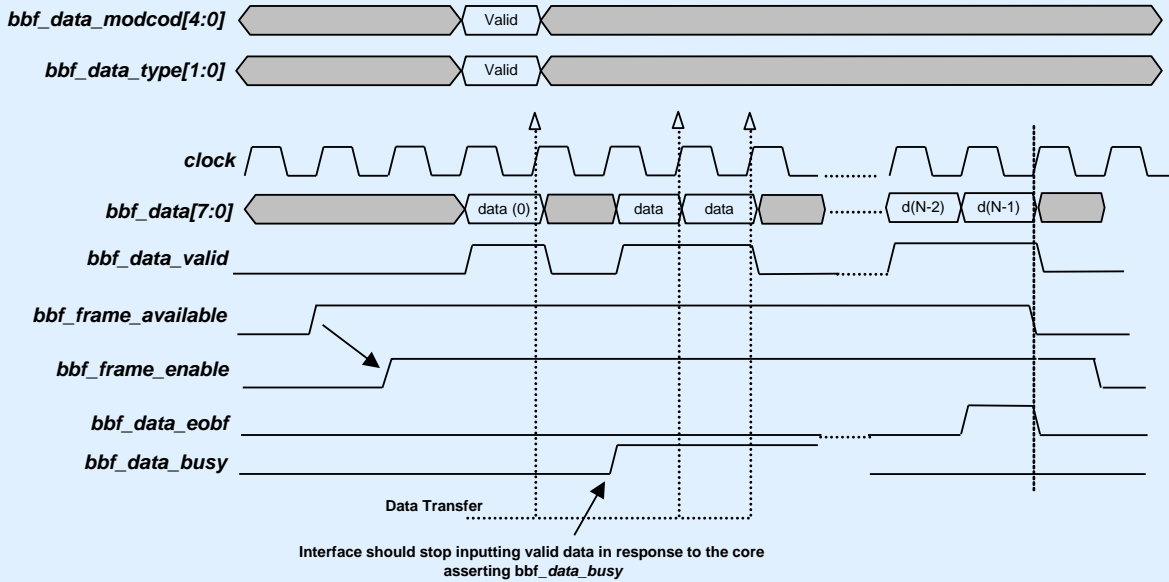 bbf_data_modcod[4:0]
Valid
bbf_data_type[1:0]
Valid
clock
bbf_data[7:0]
data (0)
data
data
d(N-2)
d(N-1)
bbf_data_valid
bbf_frame_available
bbf_frame_enable
bbf_data_eobf
bbf_data_busy
Data Transfer
Interface should stop inputting valid data in response to the core
asserting bbf_data_busy